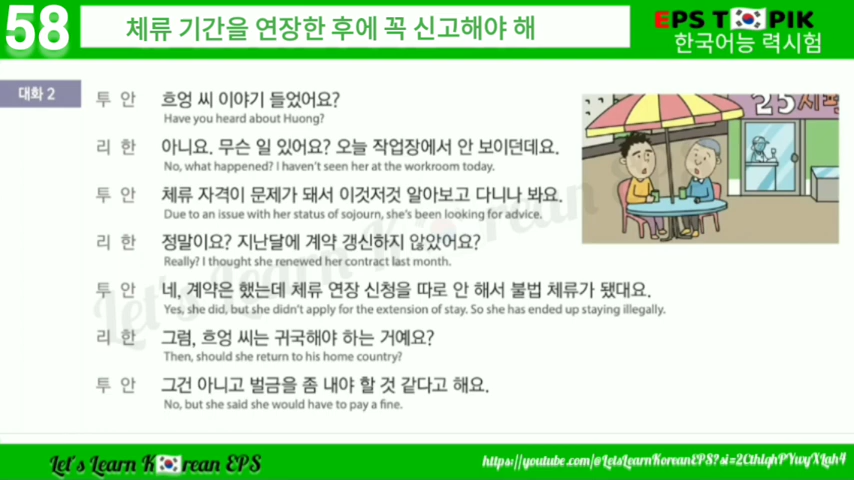 58 체류 기간을 연장한 후에 꼭 신고해야 해
EPS T PIK
한국어능 력시험
대화 2
투 안 흐엉 씨 이야기 들었어요?
Have you heard about Huong?
리 한 아니요. 무슨 일 있어요? 오늘 작업장에서 안 보이던데요.
No, what happened? I haven't seen her at the workroom today.
투 안 체류 자격이 문제가 돼서 이것저것 알아보고 다니나 봐요.
Due to an issue with her status of sojourn, she's been looking for advice.
리 한 정말이요? 지난달에 계약 갱신하지 않았어요?
Really? I thought she renewed her contract last month.
투 안 네, 계약은 했는데 체류 연장 신청을 따로 안 해서 불법 체류가 됐대요.
Yes, she did, but she didn't apply for the extension of stay. So she has ended up staying illegally.
리 한 그럼, 흐엉 씨는 귀국해야 하는 거예요?
Then, should she return to his home country?
투 안 그건 아니고 벌금을 좀 내야 할 것 같다고 해요.
No, but she said she would have to pay a fine.
25시
Let's Learn K rean
Let's Learn K rean EPS
https://youtube.com/@LetsLearnKoreanEPS?si=2CthlqhPYwyXLah4